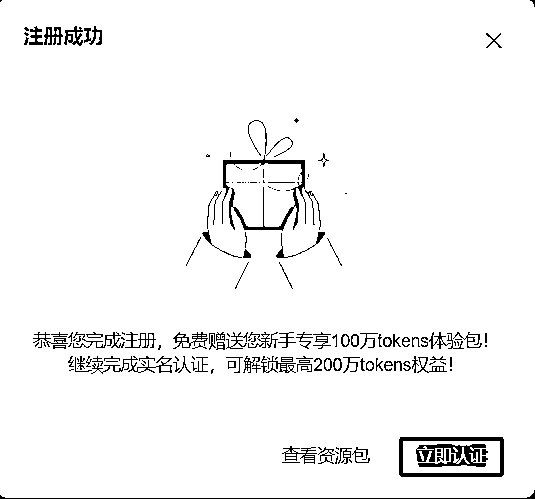 注册成功
恭喜您完成注册，免费赠送您新手专享100万tokens体验包！
继续完成实名认证，可解锁最高200万tokens权益！
查看资源包
立即认证